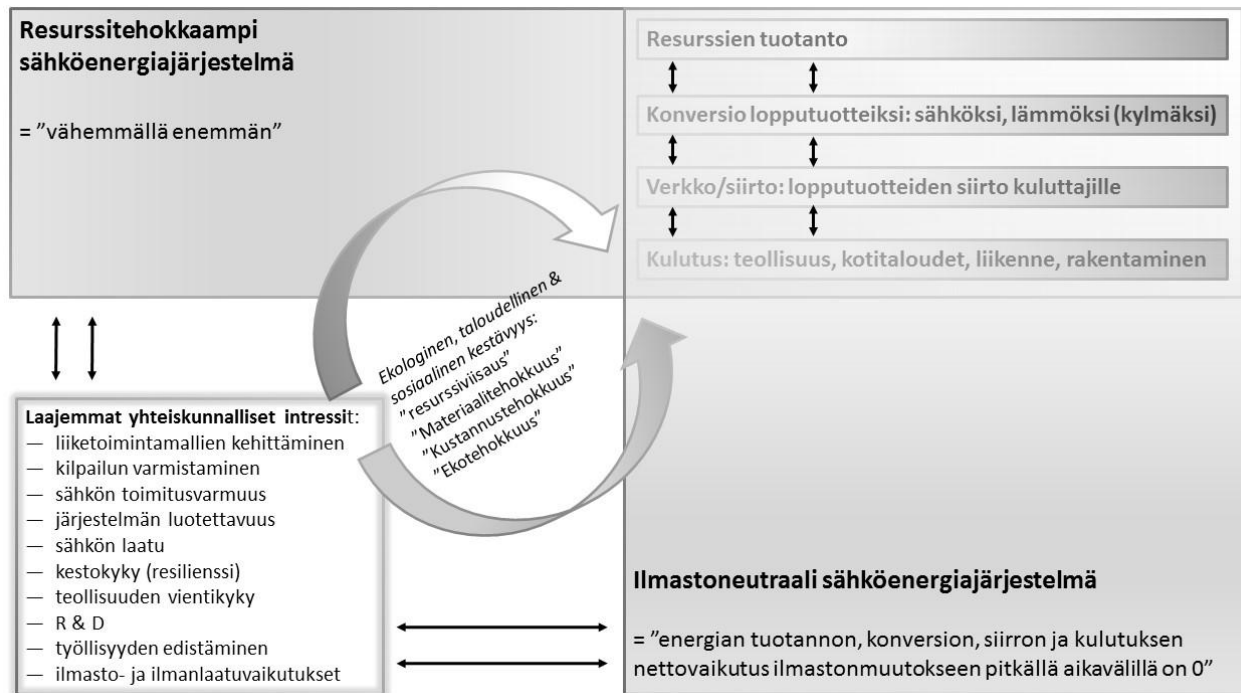 Resurssitehokkaampi
sähköenergiajärjestelmä
= ”vähemmällä enemmän”
Resurssien tuotanto
Konversio lopputuotteiksi: sähköksi, lämmöksi (kylmäksi)
Verkko/siirto: lopputuotteiden siirto kuluttajille
Kulutus: teollisuus, kotitaloudet, liikenne, rakentaminen
Ekologinen, taloudellinen &
sosiaalinen kestävyys:
”resurssiviisaus”
”Materiaalitehokkuus”
”Kustannustehokkuus”
”Ekotehokkuus”
Laajemmat yhteiskunnalliset intressit:
— liiketoimintamallien kehittäminen
— kilpailun varmistaminen
— sähkön toimitusvarmuus
— järjestelmän luotettavuus
— sähkön laatu
— kestokyky (resilienssi)
— teollisuuden vientikyky
— R & D
— työllisyyden edistäminen
— ilmasto- ja ilmanlaatuvaikutukset
Ilmastoneutraali sähköenergiajärjestelmä
= ”energian tuotannon, konversion, siirron ja kulutuksen
nettovaikutus ilmastonmuutokseen pitkällä aikavälillä on 0”